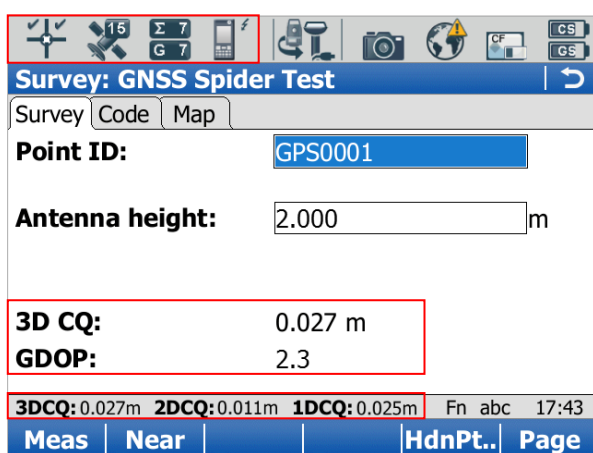 15 Σ 7 G 7 CF CS GS
Survey: GNSS Spider Test
Survey Code Map
Point ID: GPS0001
Antenna height: 2.000 m
3D CQ: 0.027 m
GDOP: 2.3
3DCQ: 0.027m 2DCQ: 0.011m 1DCQ: 0.025m Fn abc 17:43
Meas Near HdnPt.. Page